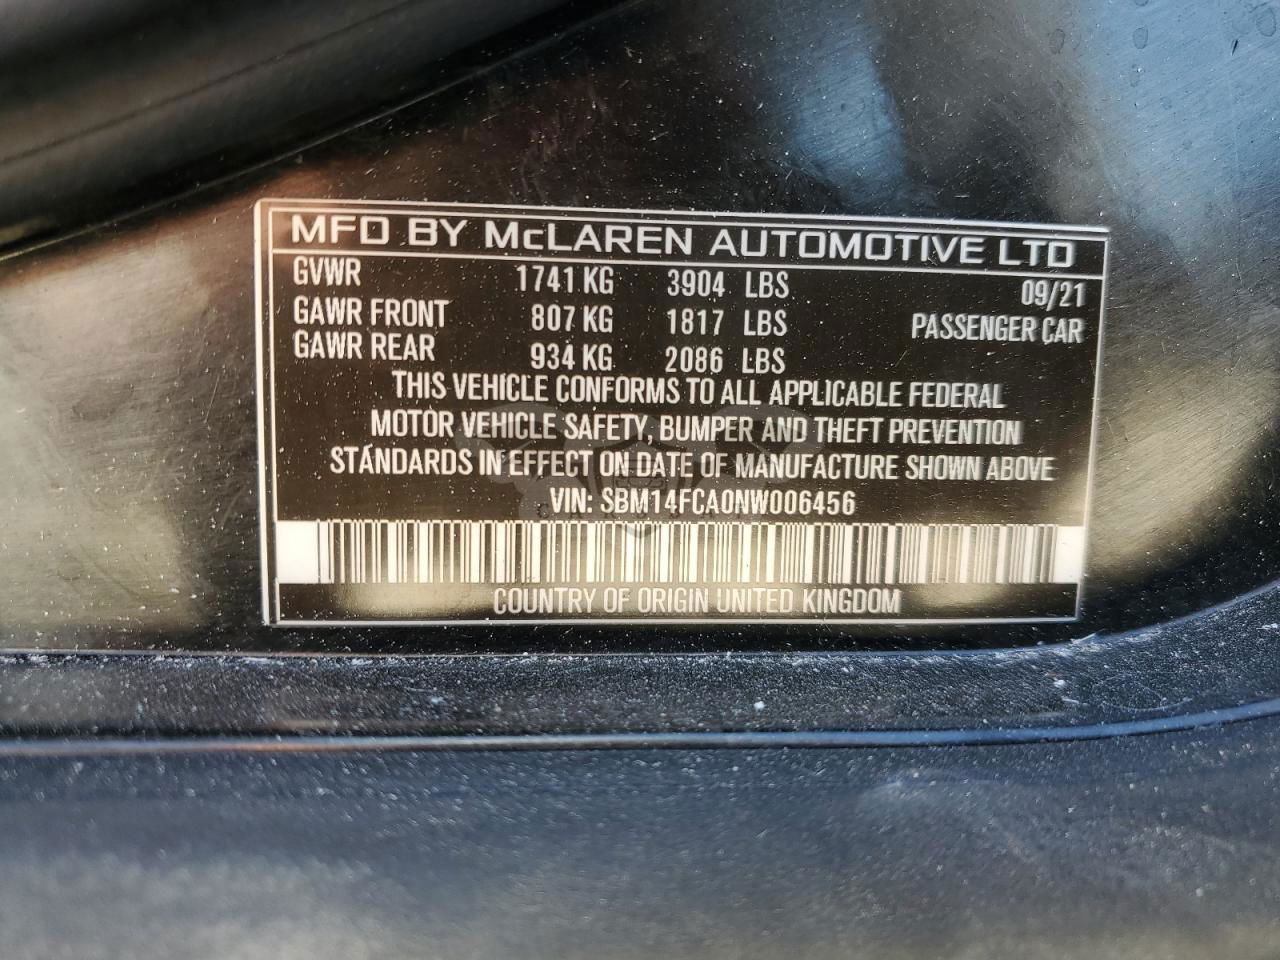 MFD BY McLAREN AUTOMOTIVE LTD
GVWR 1741 KG 3904 LBS 09/21
GAWR FRONT 807 KG 1817 LBS PASSENGER CAR
GAWR REAR 934 KG 2086 LBS
THIS VEHICLE CONFORMS TO ALL APPLICABLE FEDERAL
MOTOR VEHICLE SAFETY, BUMPER AND THEFT PREVENTION
STANDARDS IN EFFECT ON DATE OF MANUFACTURE SHOWN ABOVE
VIN: SBM14FCA0NW006456
COUNTRY OF ORIGIN UNITED KINGDOM